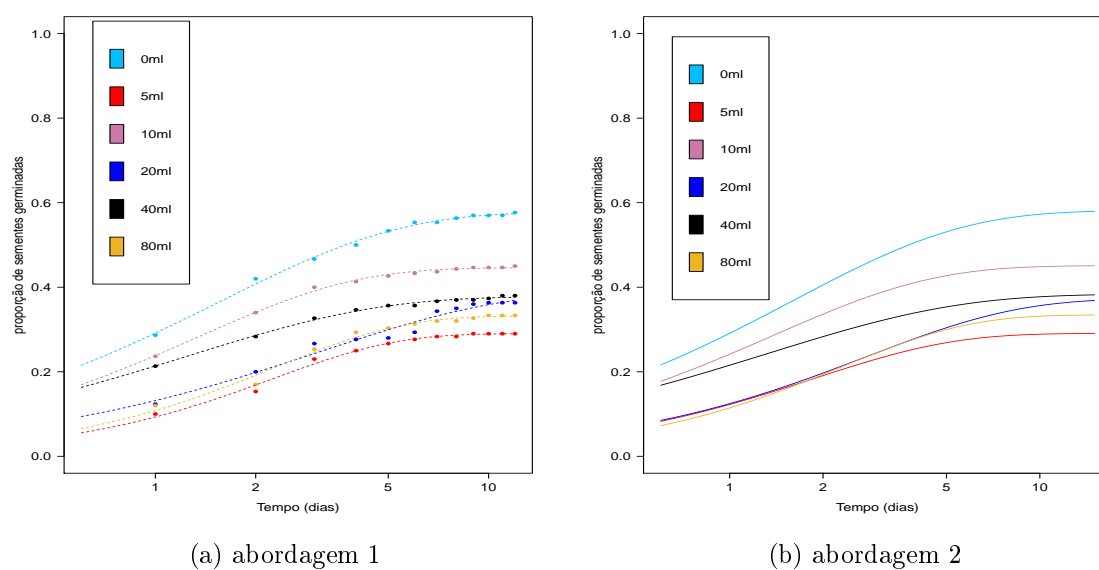 1.0
0.8
0.6
0.4
0.2
0.0
proporção de sementes germinadas
0ml
5ml
10ml
20ml
40ml
80ml
1
2
5
10
Tempo (dias)
(a) abordagem 1
1.0
0.8
0.6
0.4
0.2
0.0
proporção de sementes germinadas
0ml
5ml
10ml
20ml
40ml
80ml
1
2
5
10
Tempo (dias)
(b) abordagem 2